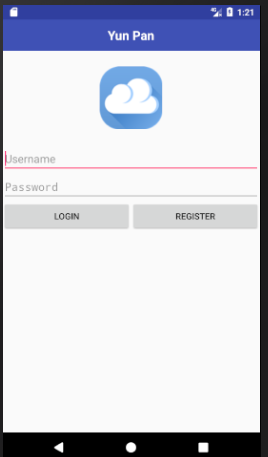 1:21
Yun Pan
Username
Password
LOGIN REGISTER